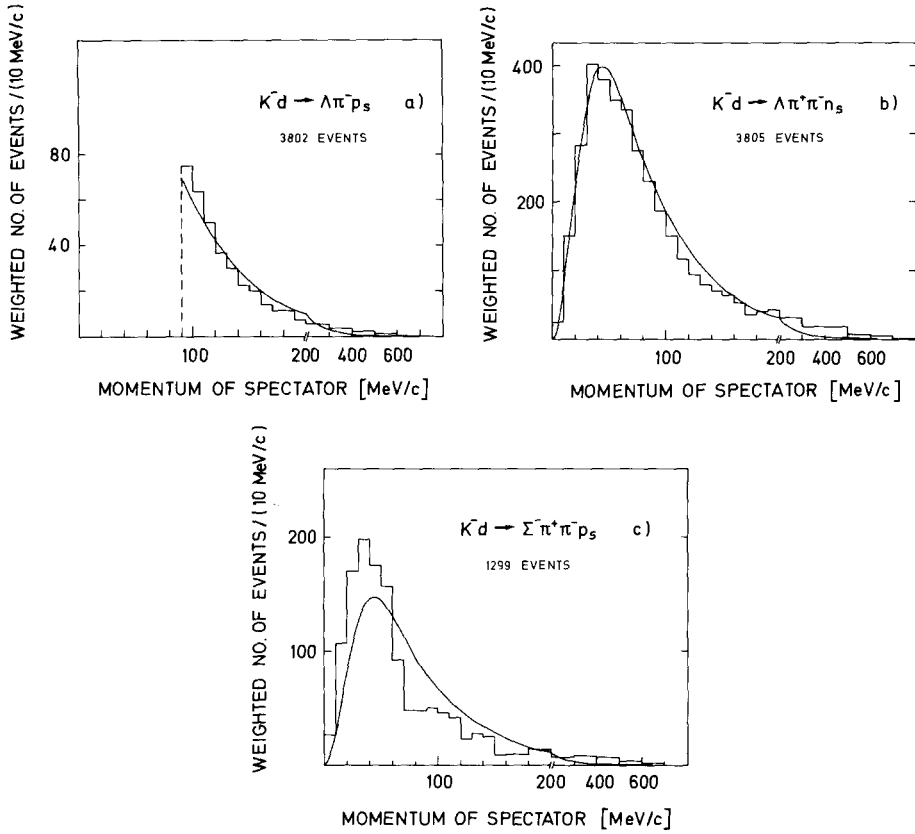 WEIGHTED NO. OF EVENTS/(10 MeV/c)
80
40
K⁻d → Λπ⁻pₛ a)
3802 EVENTS
100 200 400 600
MOMENTUM OF SPECTATOR [MeV/c]
WEIGHTED NO. OF EVENTS/(10 MeV/c)
400
200
K⁻d → Λπ⁺π⁻nₛ b)
3805 EVENTS
100 200 400 600
MOMENTUM OF SPECTATOR [MeV/c]
WEIGHTED NO. OF EVENTS/(10 MeV/c)
200
100
K⁻d → Σ⁻π⁺π⁻pₛ c)
1299 EVENTS
100 200 400 600
MOMENTUM OF SPECTATOR [MeV/c]